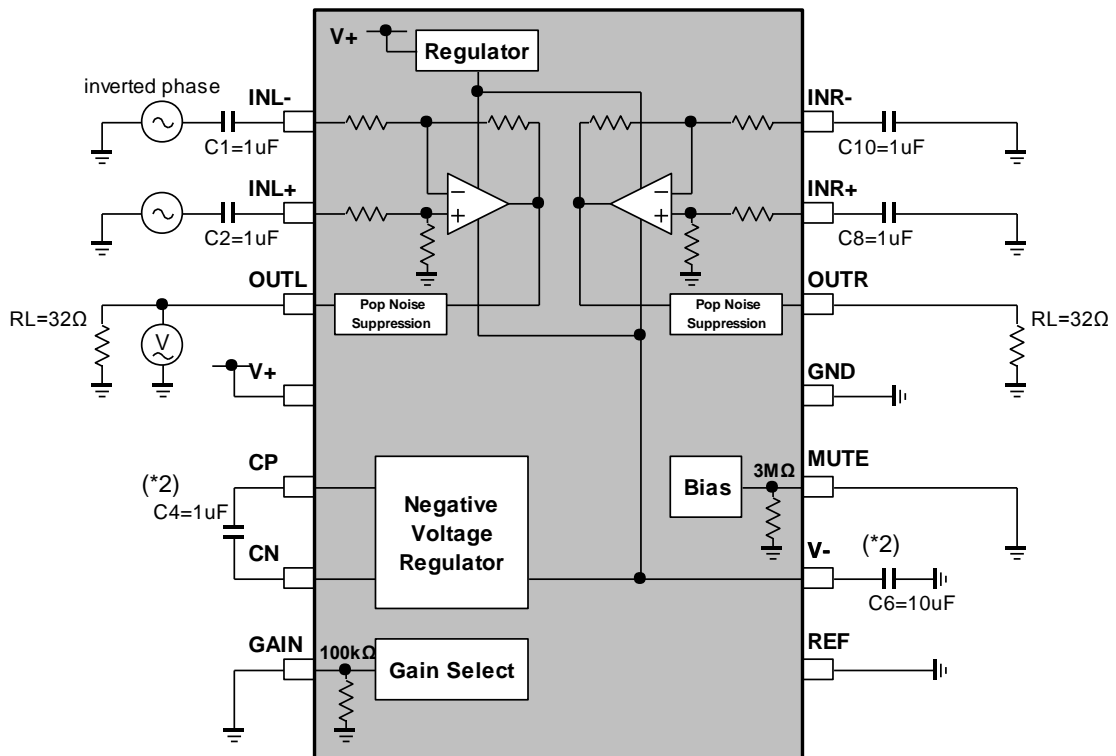 V+
Regulator
inverted phase
INL-
INR-
C1=1uF
C10=1uF
INL+
INR+
−
+
−
+
C2=1uF
C8=1uF
OUTL
OUTR
Pop Noise
Suppression
Pop Noise
Suppression
RL=32Ω
RL=32Ω
V
V+
GND
CP
MUTE
(*2)
C4=1uF
Negative
Voltage
Regulator
Bias
3MΩ
CN
V-
(*2)
C6=10uF
GAIN
REF
100kΩ
Gain Select